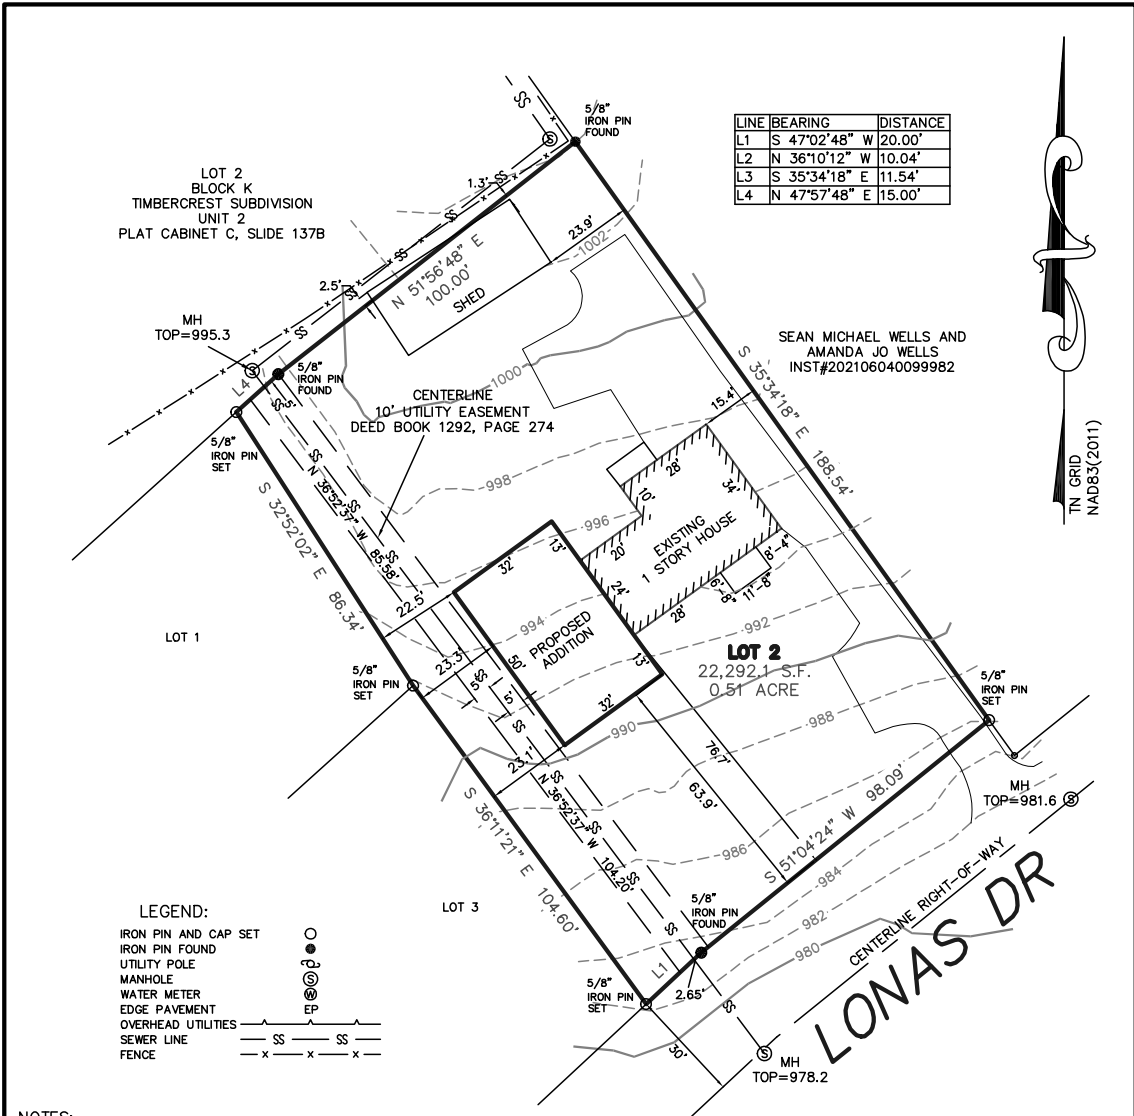 5/8"
IRON PIN
FOUND
LINE BEARING DISTANCE
L1 S 47°02'48" W 20.00'
L2 N 36°10'12" W 10.04'
L3 S 35°34'18" E 11.54'
L4 N 47°57'48" E 15.00'
LOT 2
BLOCK K
TIMBERCREST SUBDIVISION
UNIT 2
PLAT CABINET C, SLIDE 137B
SS
SS
SS
SS
SS
SS
S
1.3'
2.5'
23.9'
1002
N 51°56'48" E
100.00'
SHED
MH
TOP=995.3
S
L4
5/8"
IRON PIN
FOUND
5'
1000
SEAN MICHAEL WELLS AND
AMANDA JO WELLS
INST#202106040099982
S 35°34'18" E 188.54'
15.4'
CENTERLINE
10' UTILITY EASEMENT
DEED BOOK 1292, PAGE 274
5/8"
IRON PIN
SET
TN GRID
NAD83(2011)
S 32°52'02" E 86.34'
N 36°52'37" W 85.58'
998
996
28'
34'
10'
EXISTING
1 STORY HOUSE
20'
24'
28'
8'-4"
6'-8"
11'-8"
32'
13'
22.5'
994
PROPOSED
ADDITION
50'
13'
32'
992
LOT 1
LOT 2
22,292.1 S.F.
0.51 ACRE
5/8"
IRON PIN
SET
23.3'
5'
5'
5/8"
IRON PIN
SET
990
988
76.7'
63.9'
23.1'
N 36°52'37" W 104.20'
S 36°11'21" E 104.60'
S 51°04'24" W 98.09'
MH
TOP=981.6
S
986
984
982
980
CENTERLINE RIGHT-OF-WAY
LONAS DR
LOT 3
5/8"
IRON PIN
FOUND
L1
2.65'
5/8"
IRON PIN
SET
30'
SS
S
MH
TOP=978.2
LEGEND:
IRON PIN AND CAP SET
IRON PIN FOUND
UTILITY POLE
MANHOLE S
WATER METER W
EDGE PAVEMENT EP
OVERHEAD UTILITIES
SEWER LINE SS SS
FENCE x x x
NOTES: